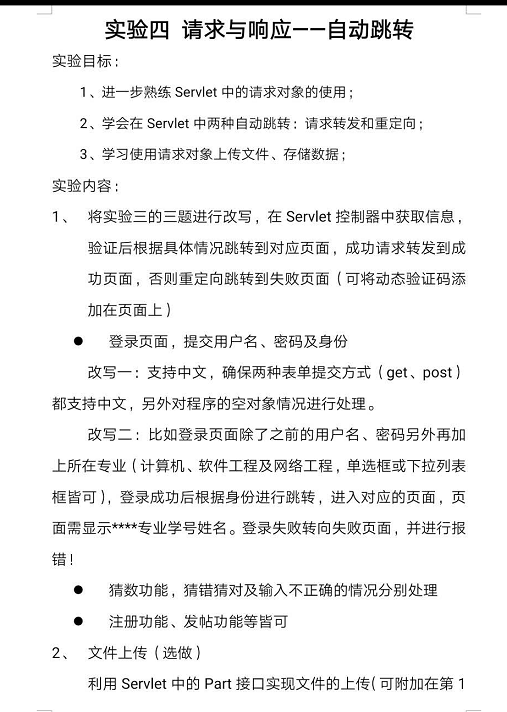 实验四 请求与响应——自动跳转
实验目标：
1、进一步熟练 Servlet 中的请求对象的使用；
2、学会在 Servlet 中两种自动跳转：请求转发和重定向；
3、学习使用请求对象上传文件、存储数据；
实验内容：
1、 将实验三的三题进行改写，在 Servlet 控制器中获取信息，
验证后根据具体情况跳转到对应页面，成功请求转发到成
功页面，否则重定向跳转到失败页面（可将动态验证码添
加在页面上）
● 登录页面，提交用户名、密码及身份
改写一：支持中文，确保两种表单提交方式（get、post）
都支持中文，另外对程序的空对象情况进行处理。
改写二：比如登录页面除了之前的用户名、密码另外再加
上所在专业（计算机、软件工程及网络工程，单选框或下拉列表
框皆可），登录成功后根据身份进行跳转，进入对应的页面，页
面需显示****专业学号姓名。登录失败转向失败页面，并进行报
错！
● 猜数功能，猜错猜对及输入不正确的情况分别处理
● 注册功能、发帖功能等皆可
2、 文件上传（选做）
利用 Servlet 中的 Part 接口实现文件的上传（可附加在第 1